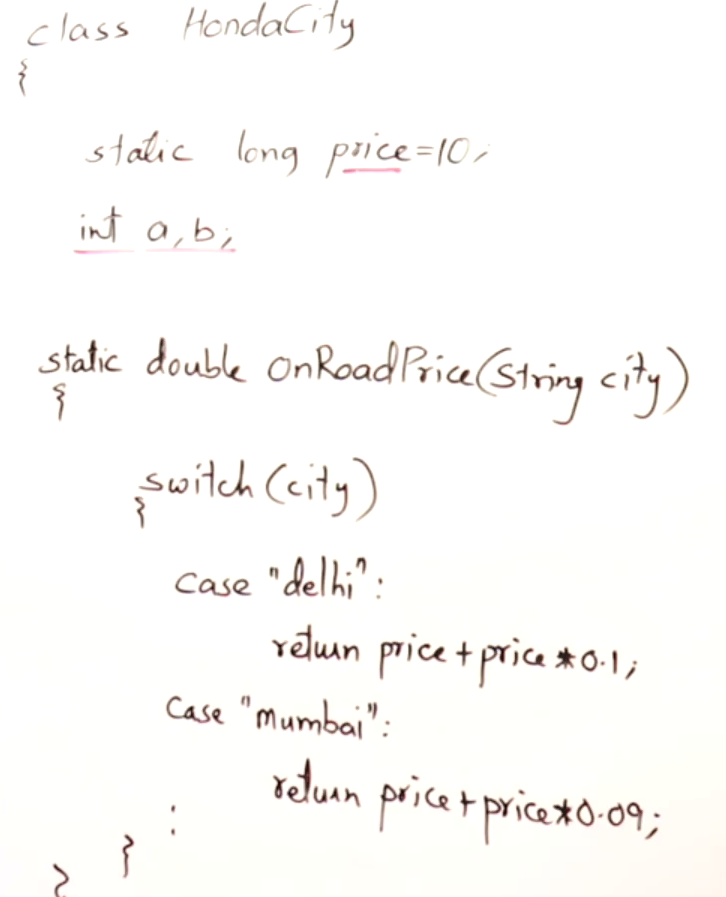 class HondaCity
{
static long price=10;
int a,b;
static double onRoadPrice(String city)
{
switch(city)
{
case "delhi":
return price+price*0.1;
Case "mumbai":
return price+price*0.09;
:
}
}